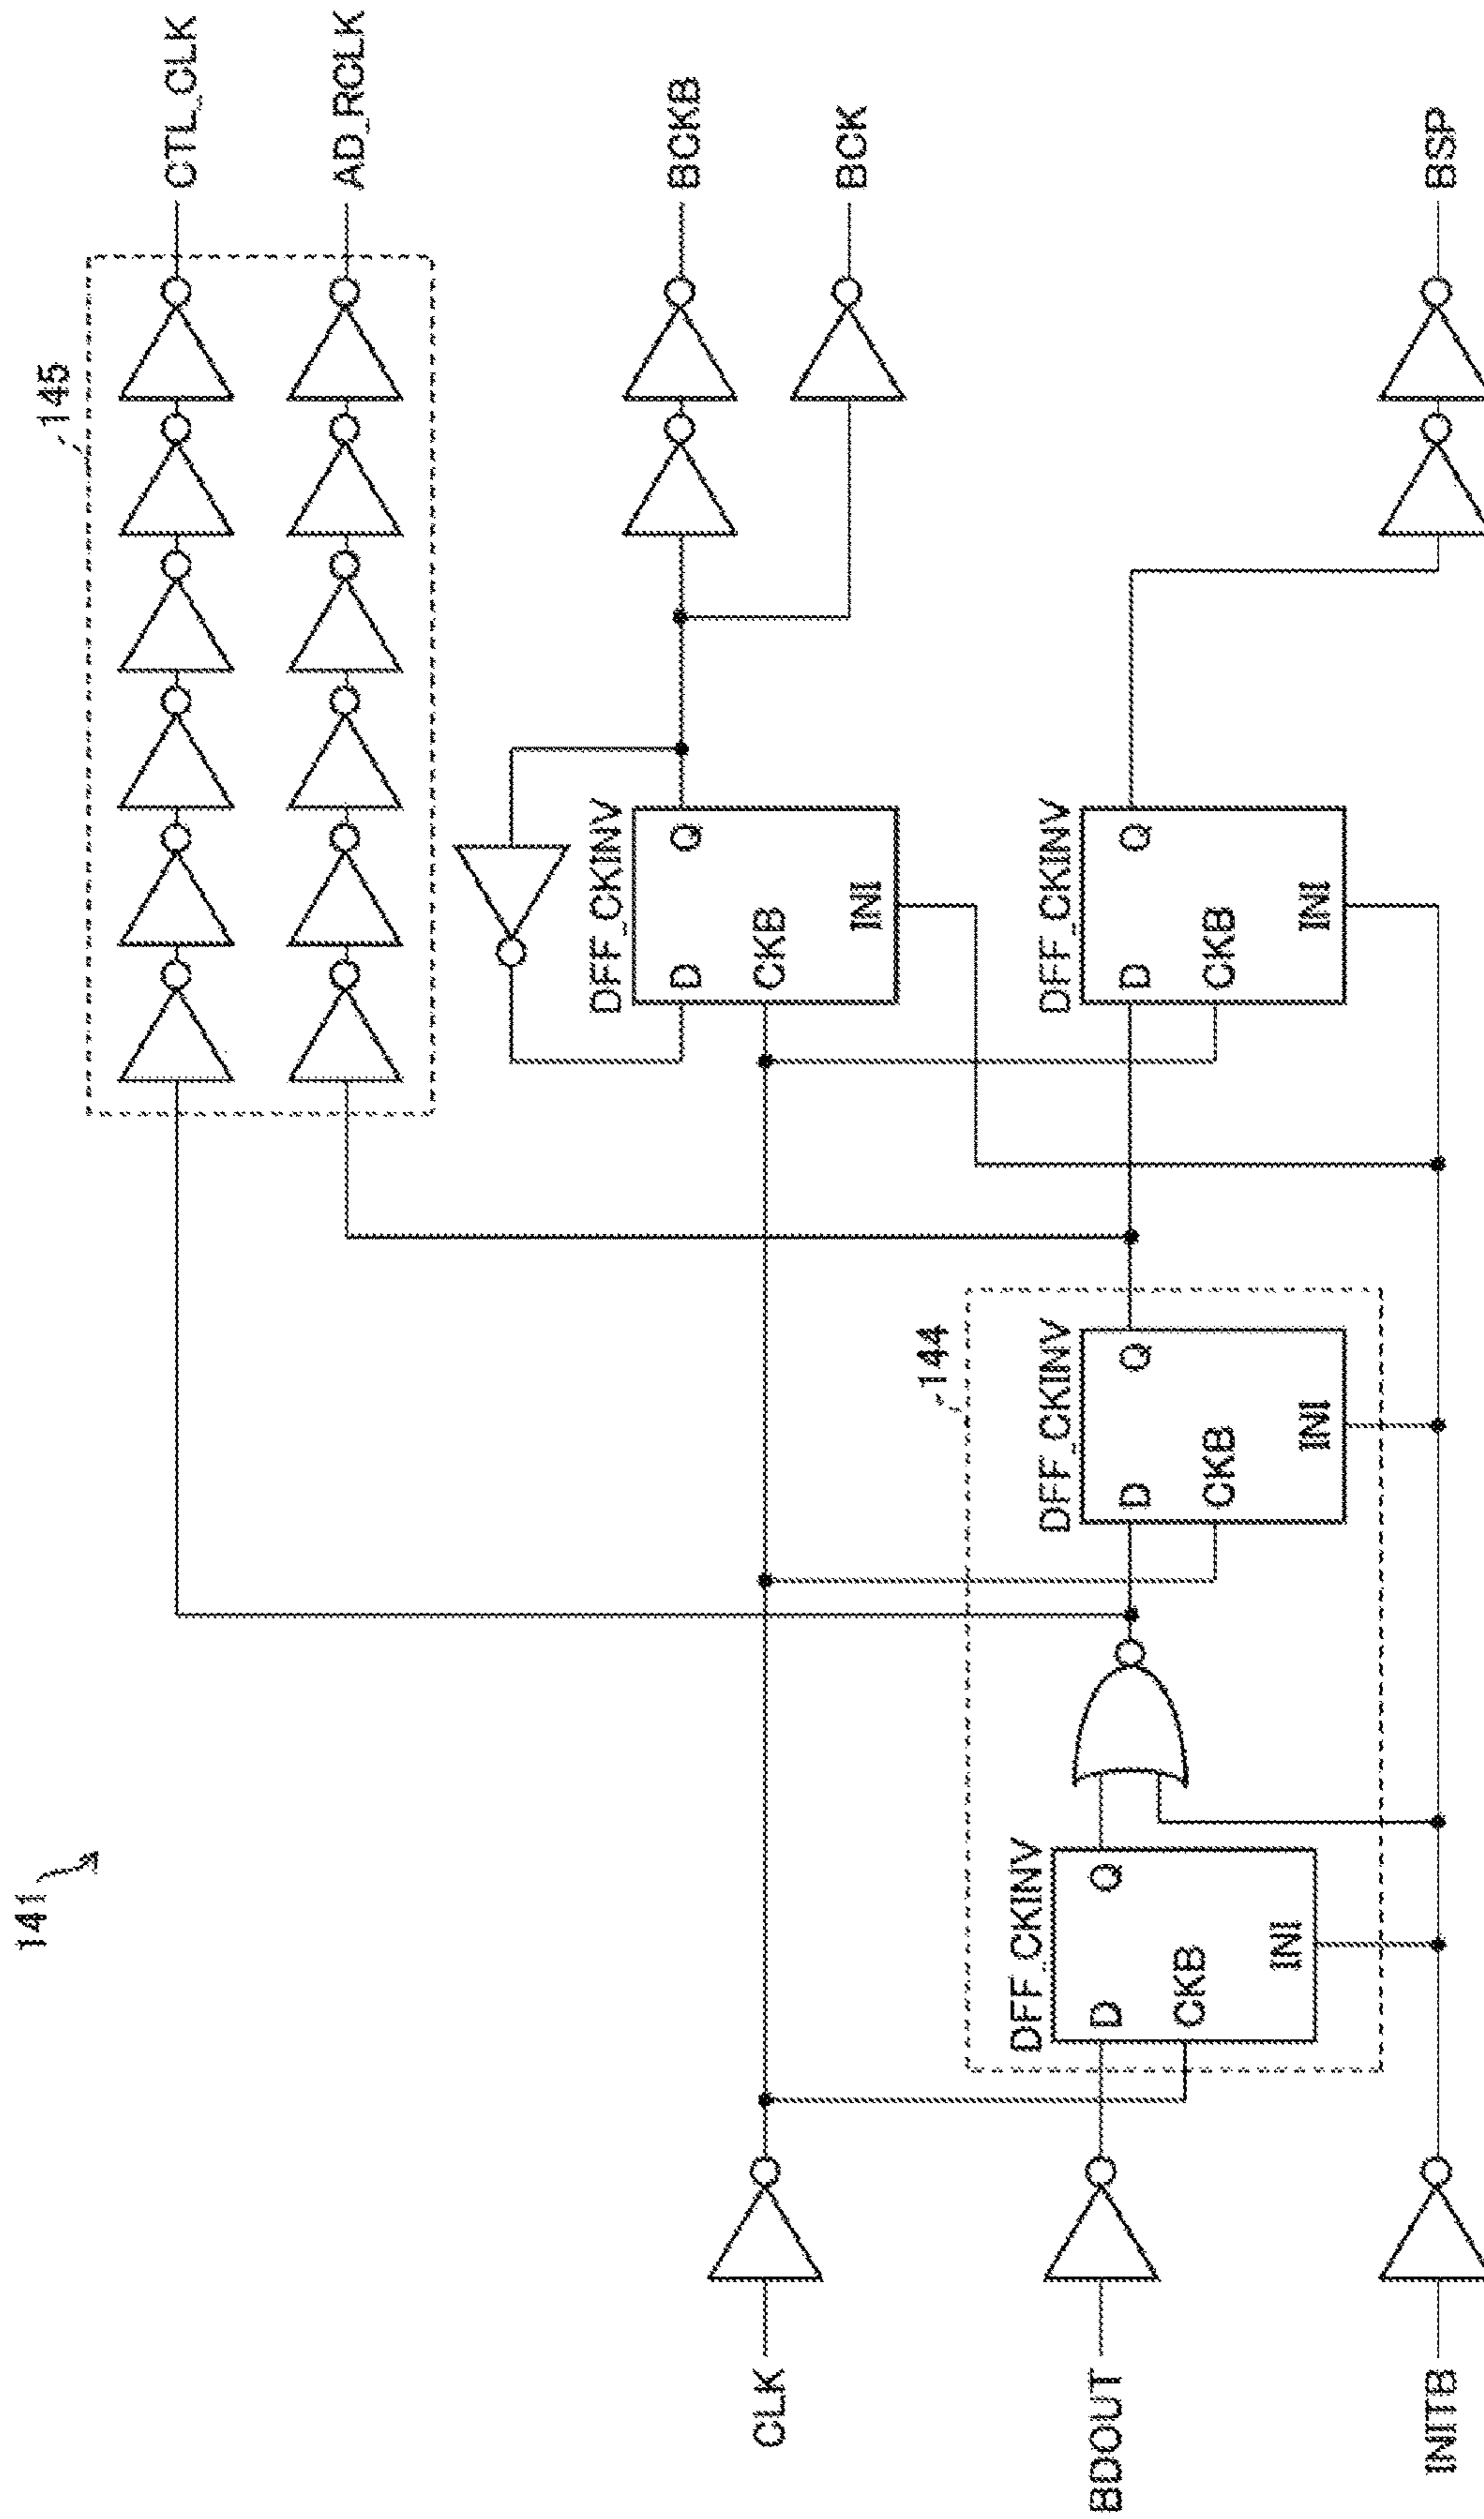 141
145
CTL_CLK
AD_RCLK
BCKB
BCK
DFF_CKINV
D
Q
CKB
INI
CLK
144
DFF_CKINV
D
Q
CKB
INI
DFF_CKINV
D
Q
CKB
INI
DFF_CKINV
D
Q
CKB
INI
BDOUT
BSP
INITB